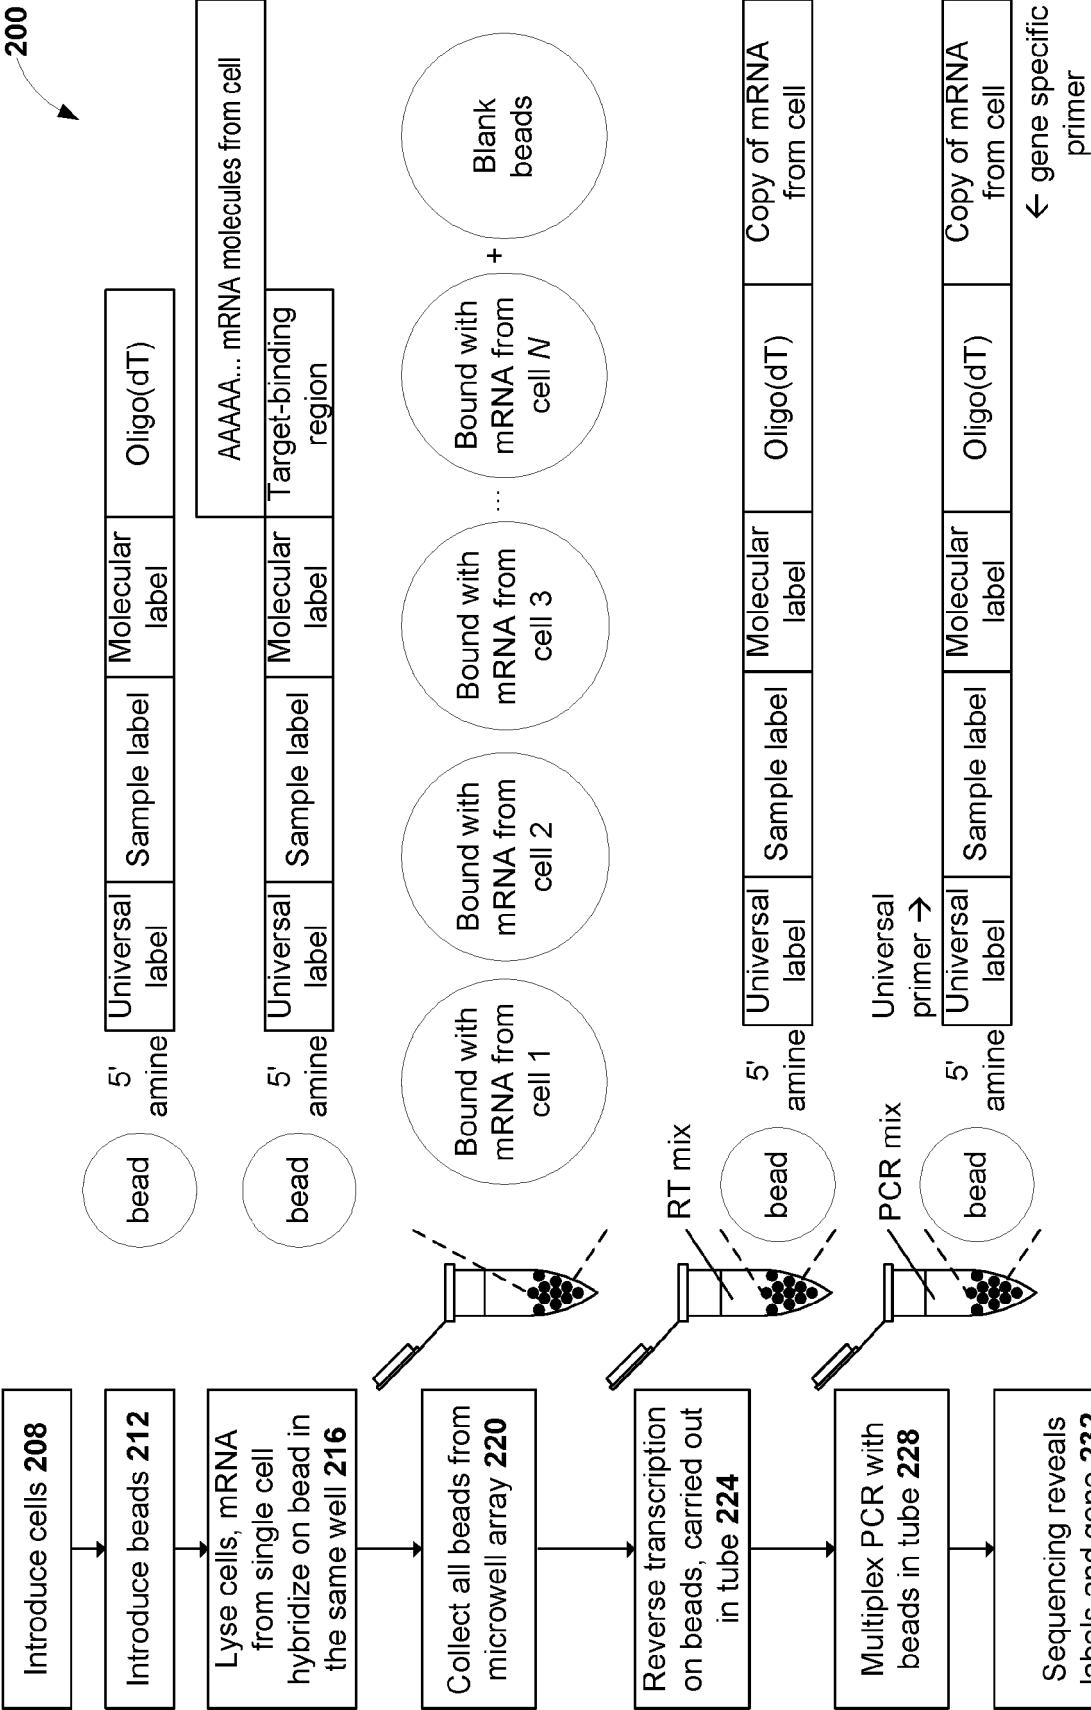 200
Introduce cells 208
Introduce beads 212
bead
5'
amine
Universal
label
Sample label
Molecular
label
Oligo(dT)
Lyse cells, mRNA
from single cell
hybridize on bead in
the same well 216
bead
5'
amine
Universal
label
Sample label
Molecular
label
Target-binding
region
AAAAA... mRNA molecules from cell
Collect all beads from
microwell array 220
Bound with
mRNA from
cell 1
Bound with
mRNA from
cell 2
Bound with
mRNA from
cell 3
...
Bound with
mRNA from
cell N
+
Blank
beads
Reverse transcription
on beads, carried out
in tube 224
RT mix
bead
5'
amine
Universal
label
Sample label
Molecular
label
Oligo(dT)
Copy of mRNA
from cell
Multiplex PCR with
beads in tube 228
PCR mix
bead
Universal
primer →
5'
amine
Universal
label
Sample label
Molecular
label
Oligo(dT)
Copy of mRNA
from cell
← gene specific
primer
Sequencing reveals
labels and gene 232